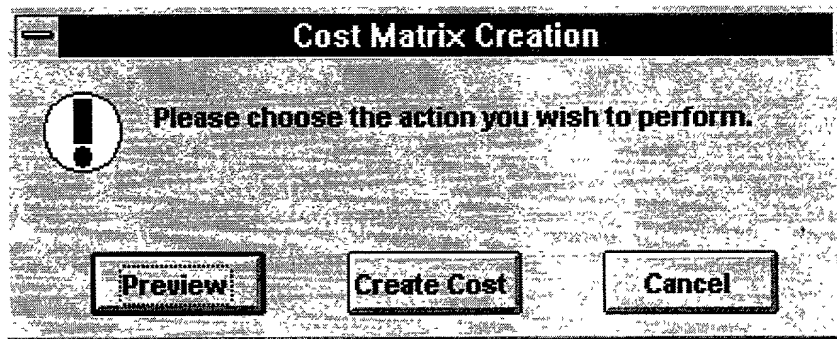 Cost Matrix Creation
Please choose the action you wish to perform.
Preview
Create Cost
Cancel